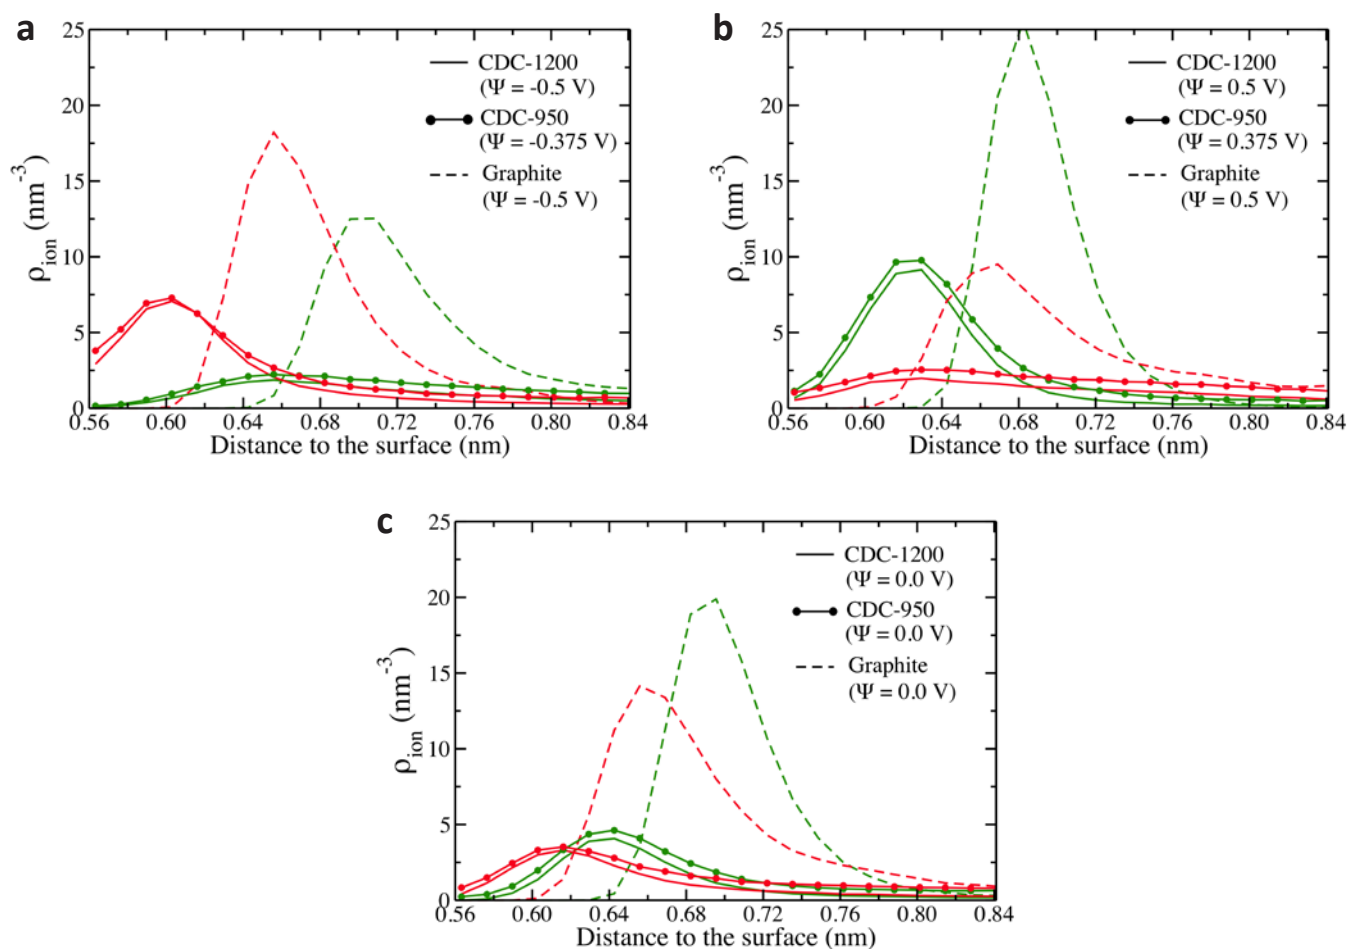 a
25
20
15
10
5
0
ρion (nm-3)
CDC-1200
(Ψ = -0.5 V)
CDC-950
(Ψ = -0.375 V)
Graphite
(Ψ = -0.5 V)
0.56 0.60 0.64 0.68 0.72 0.76 0.80 0.84
Distance to the surface (nm)
b
25
20
15
10
5
0
ρion (nm-3)
CDC-1200
(Ψ = 0.5 V)
CDC-950
(Ψ = 0.375 V)
Graphite
(Ψ = 0.5 V)
0.56 0.60 0.64 0.68 0.72 0.76 0.80 0.84
Distance to the surface (nm)
c
25
20
15
10
5
0
ρion (nm-3)
CDC-1200
(Ψ = 0.0 V)
CDC-950
(Ψ = 0.0 V)
Graphite
(Ψ = 0.0 V)
0.56 0.60 0.64 0.68 0.72 0.76 0.80 0.84
Distance to the surface (nm)